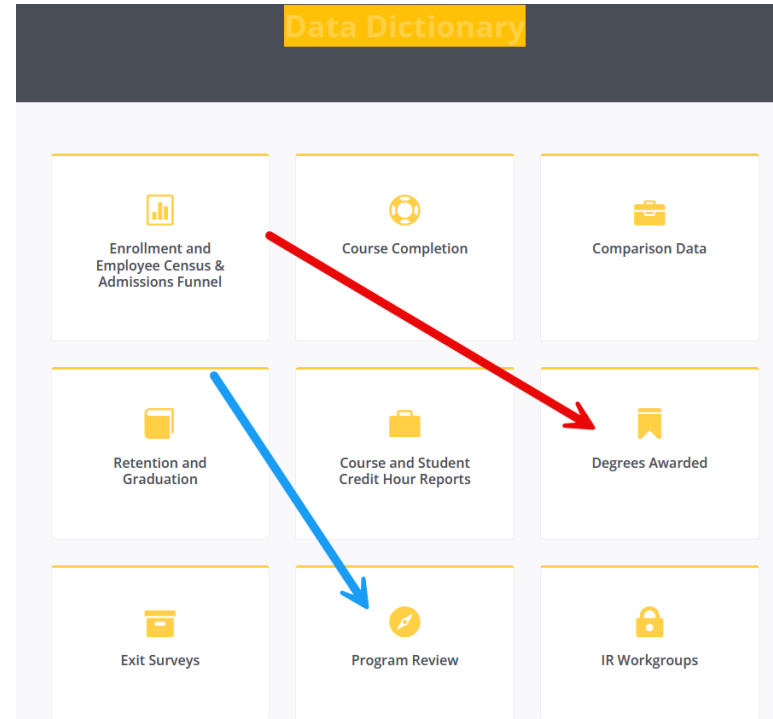 Data Dictionary
Enrollment and
Employee Census &
Admissions Funnel
Course Completion
Comparison Data
Retention and
Graduation
Course and Student
Credit Hour Reports
Degrees Awarded
Exit Surveys
Program Review
IR Workgroups